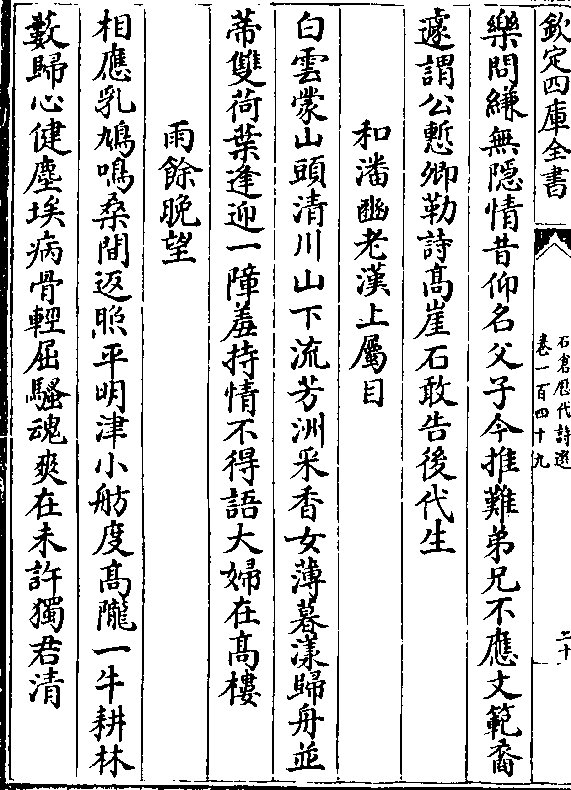 欽定四庫全書
石倉歷代詩選
卷一百四十九
二十
樂問縑無隱情昔仰名父子今推難弟兄不應文範裔
遽謂公慙卿勒詩髙崖石敢告後代生
和潘豳老漢上屬目
白雲蒙山頭清川山下流芳洲采香女薄暮漾歸舟並
蒂雙荷葉逢迎一障羞持情不得語大婦在髙樓
雨餘晩望
相應乳鳩鳴桑間返照平明津小舫度髙隴一牛耕林
藪歸心健塵埃病骨輕屈騷魂爽在未許獨君清